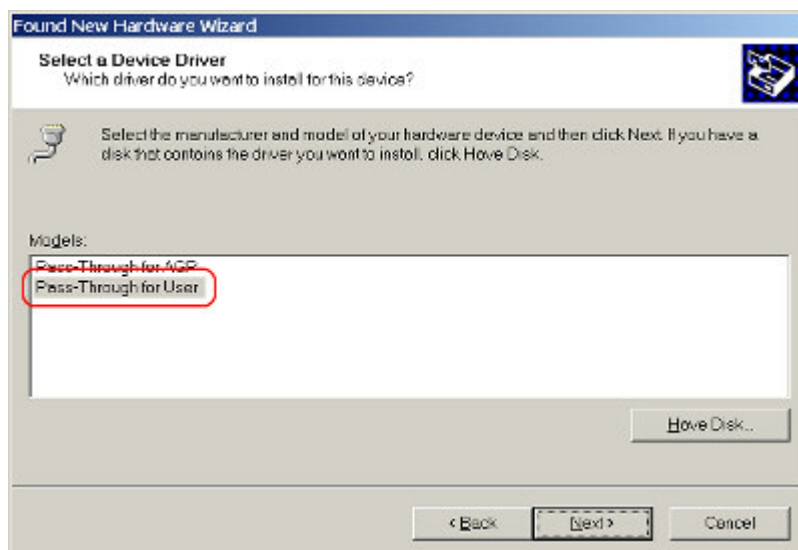 Found New Hardware Wizard
Select a Device Driver
Which driver do you want to install for this device?
Select the manufacturer and model of your hardware device and then click Next. If you have a
disk that contains the driver you want to install, click Have Disk.
Models:
Pass-Through for AGP
Pass-Through for User
Have Disk..
< Back
Next >
Cancel